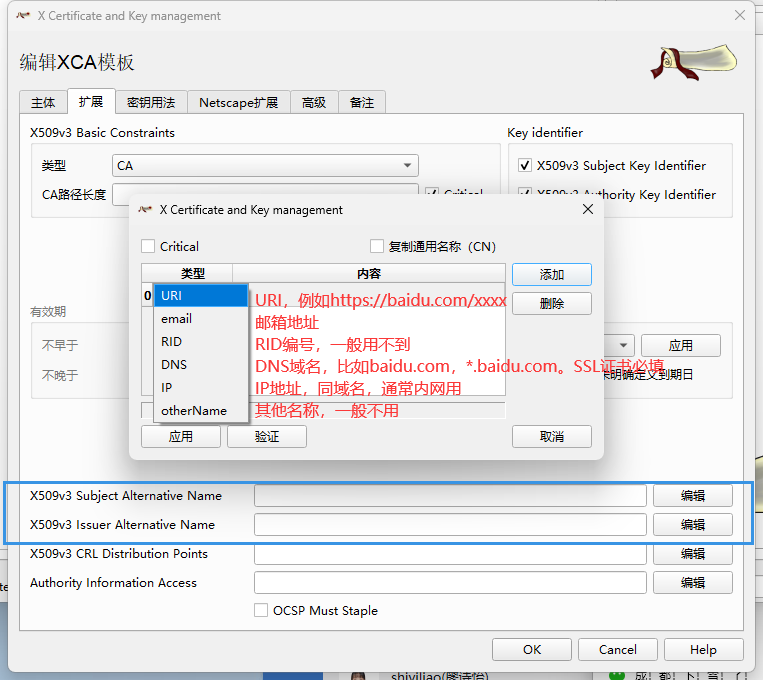 X Certificate and Key management
编辑XCA模板
主体 扩展 密钥用法 Netscape扩展 高级 备注
X509v3 Basic Constraints
Key identifier
类型 CA
X509v3 Subject Key Identifier
CA路径长度 Critical
X509v3 Authority Key Identifier
X Certificate and Key management
Critical
复制通用名称（CN）
类型 内容
添加
删除
0 URI
email
RID
DNS
IP
otherName
URI，例如https://baidu.com/xxxx
邮箱地址
RID编号，一般用不到
DNS域名，比如baidu.com，*.baidu.com。SSL证书必填
IP地址，同域名，通常内网用
其他名称，一般不用
应用 验证 取消
有效期
不早于
不晚于
应用
未明确定义到期日
X509v3 Subject Alternative Name 编辑
X509v3 Issuer Alternative Name 编辑
X509v3 CRL Distribution Points 编辑
Authority Information Access 编辑
OCSP Must Staple
OK Cancel Help